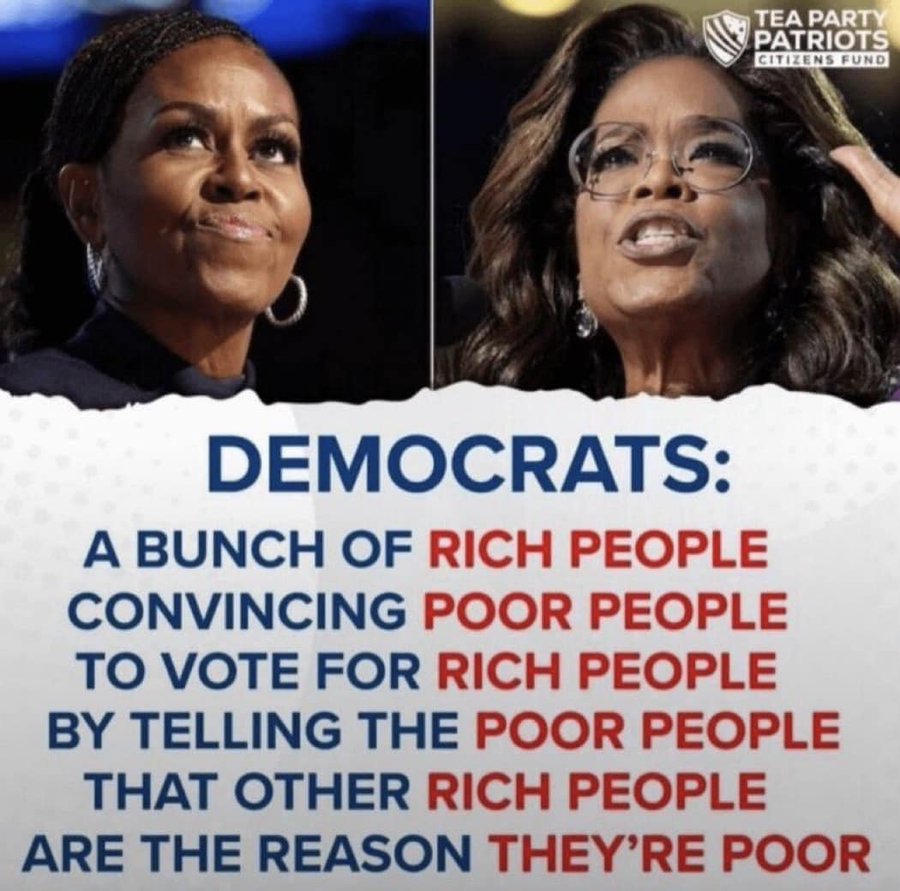 TEA PARTY
PATRIOTS
CITIZENS FUND
DEMOCRATS:
A BUNCH OF RICH PEOPLE
CONVINCING POOR PEOPLE
TO VOTE FOR RICH PEOPLE
BY TELLING THE POOR PEOPLE
THAT OTHER RICH PEOPLE
ARE THE REASON THEY'RE POOR